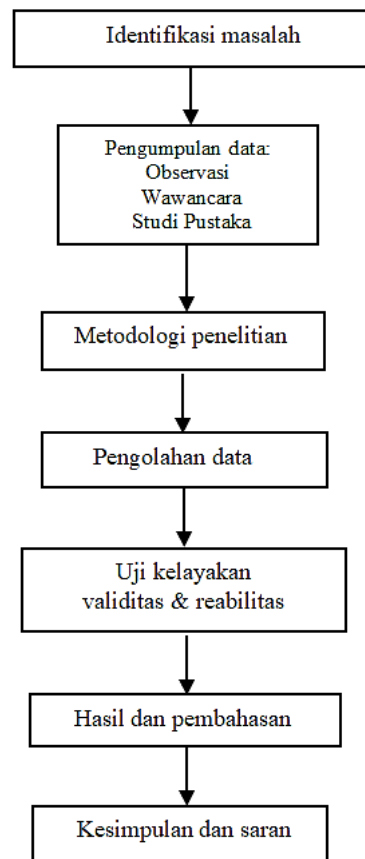 Identifikasi masalah
Pengumpulan data:
Observasi
Wawancara
Studi Pustaka
Metodologi penelitian
Pengolahan data
Uji kelayakan
validitas & reabilitas
Hasil dan pembahasan
Kesimpulan dan saran